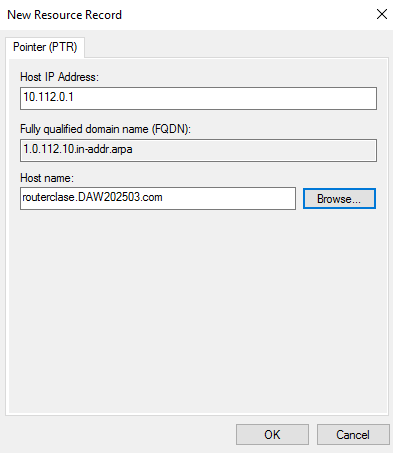 New Resource Record
Pointer (PTR)
Host IP Address:
10.112.0.1
Fully qualified domain name (FQDN):
1.0.112.10.in-addr.arpa
Host name:
routerclase.DAW202503.com
Browse...
OK
Cancel